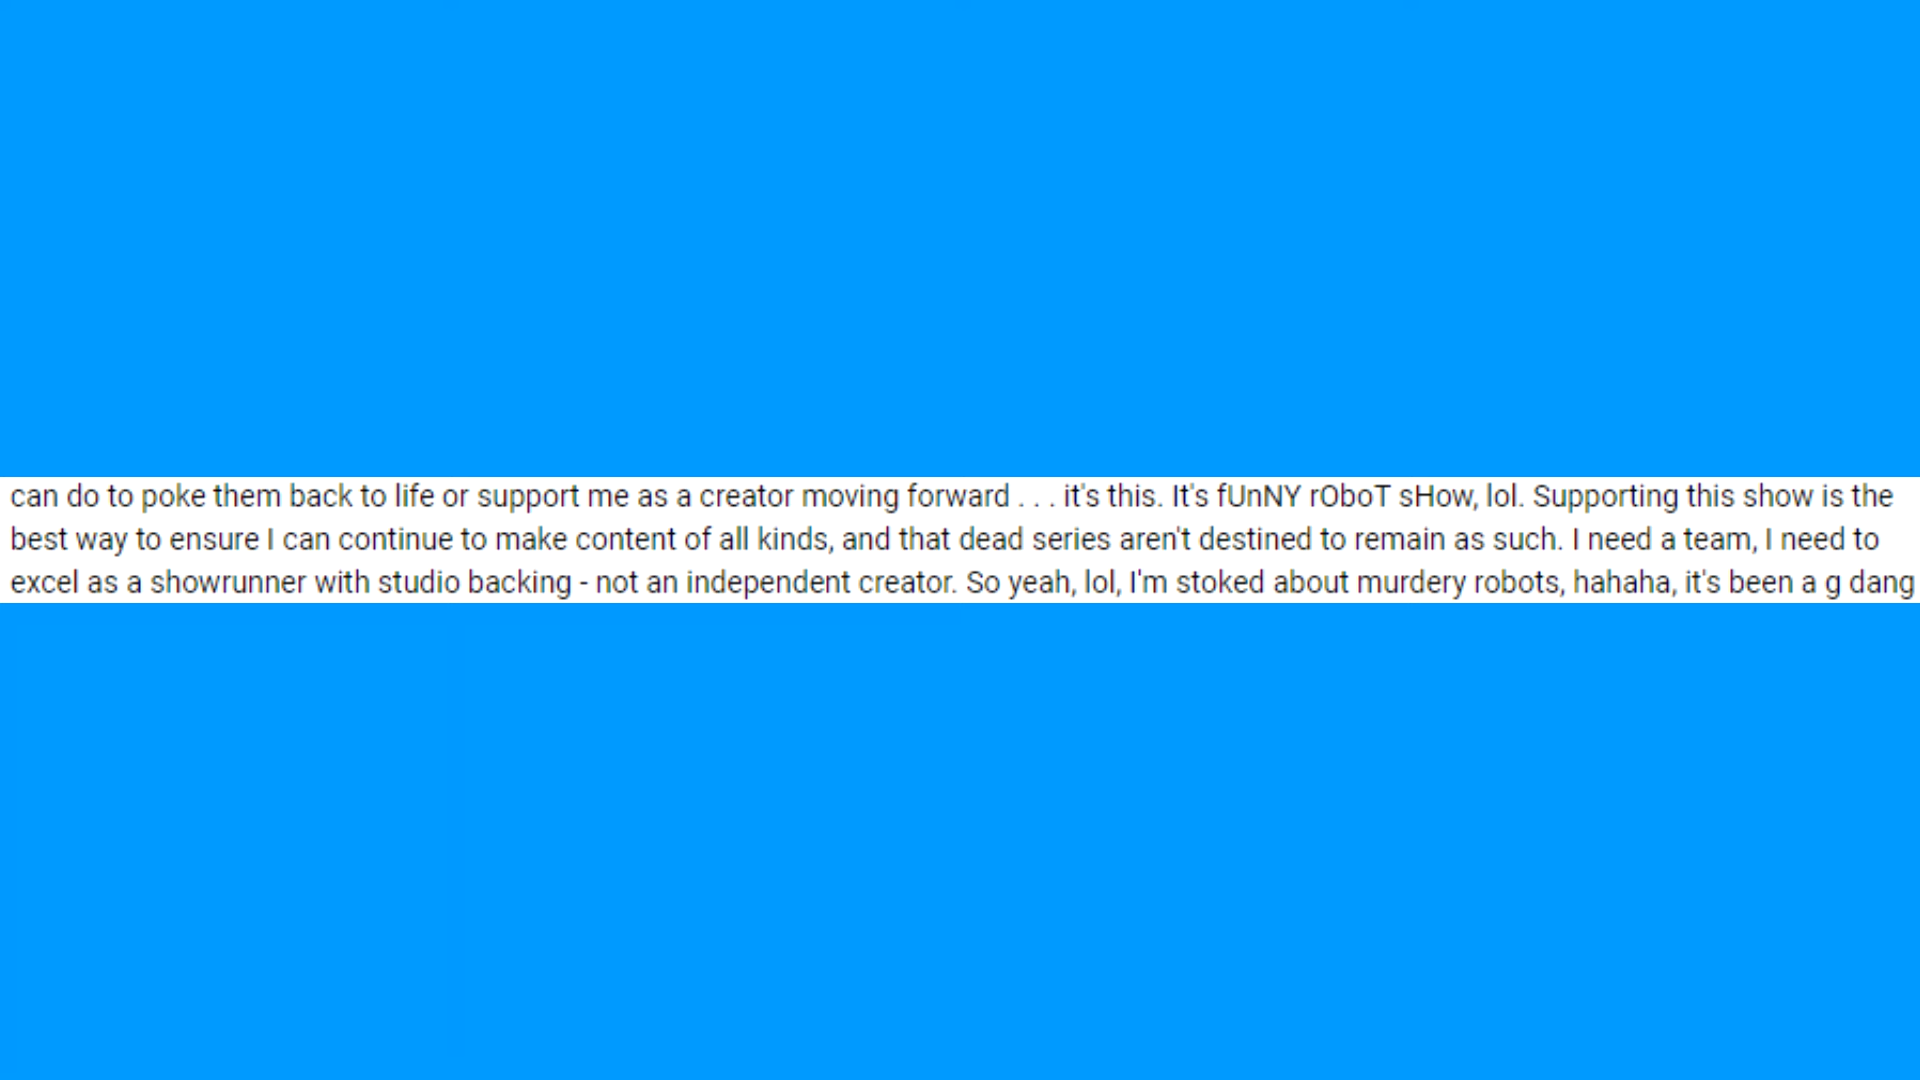 can do to poke them back to life or support me as a creator moving forward . . . it's this. It's fUnNY rOboT sHow, lol. Supporting this show is the
best way to ensure I can continue to make content of all kinds, and that dead series aren't destined to remain as such. I need a team, I need to
excel as a showrunner with studio backing - not an independent creator. So yeah, lol, I'm stoked about murdery robots, hahaha, it's been a g dang